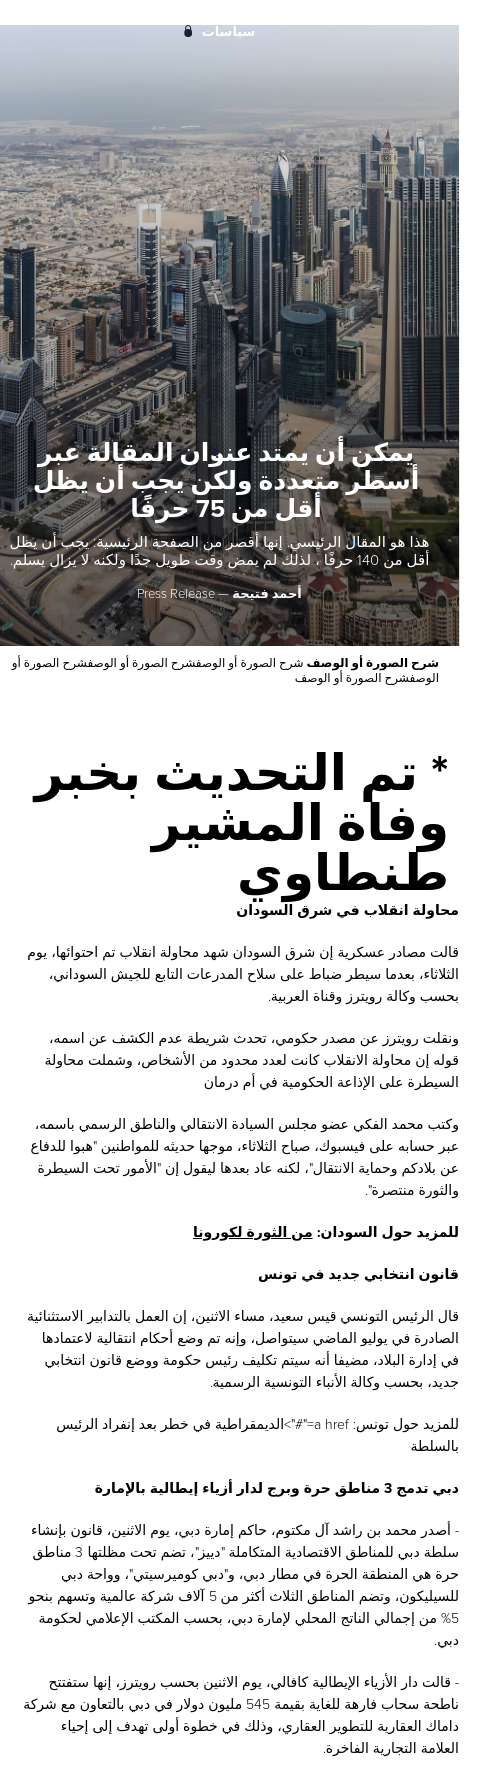 سياسات
يمكن أن يمتد عنوان المقالة عبر
أسطر متعددة ولكن يجب أن يظل
أقل من 75 حرفًا
هذا هو المقال الرئيسي. إنها أقصر من الصفحة الرئيسية: يجب أن يظل
أقل من 140 حرفًا ، لذلك لم يمض وقت طويل جدًا ولكنه لا يزال يسلم.
أحمد فتيحة — Press Release
شرح الصورة أو الوصف شرح الصورة أو الوصفشرح الصورة أو الوصفشرح الصورة أو
الوصفشرح الصورة أو الوصف
* تم التحديث بخبر
وفاة المشير
طنطاوي
محاولة انقلاب في شرق السودان
قالت مصادر عسكرية إن شرق السودان شهد محاولة انقلاب تم احتوائها، يوم
الثلاثاء، بعدما سيطر ضباط على سلاح المدرعات التابع للجيش السوداني،
بحسب وكالة رويترز وقناة العربية.
ونقلت رويترز عن مصدر حكومي، تحدث شريطة عدم الكشف عن اسمه،
قوله إن محاولة الانقلاب كانت لعدد محدود من الأشخاص، وشملت محاولة
السيطرة على الإذاعة الحكومية في أم درمان
وكتب محمد الفكي عضو مجلس السيادة الانتقالي والناطق الرسمي باسمه،
عبر حسابه على فيسبوك، صباح الثلاثاء، موجها حديثه للمواطنين "هبوا للدفاع
عن بلادكم وحماية الانتقال"، لكنه عاد بعدها ليقول إن "الأمور تحت السيطرة
والثورة منتصرة".
للمزيد حول السودان: من الثورة لكورونا
قانون انتخابي جديد في تونس
قال الرئيس التونسي قيس سعيد، مساء الاثنين، إن العمل بالتدابير الاستثنائية
الصادرة في يوليو الماضي سيتواصل، وإنه تم وضع أحكام انتقالية لاعتمادها
في إدارة البلاد، مضيفا أنه سيتم تكليف رئيس حكومة ووضع قانون انتخابي
جديد، بحسب وكالة الأنباء التونسية الرسمية.
للمزيد حول تونس: a href="#">الديمقراطية في خطر بعد إنفراد الرئيس
بالسلطة
دبي تدمج 3 مناطق حرة وبرج لدار أزياء إيطالية بالإمارة
- أصدر محمد بن راشد آل مكتوم، حاكم إمارة دبي، يوم الاثنين، قانون بإنشاء
سلطة دبي للمناطق الاقتصادية المتكاملة "دييز"، تضم تحت مظلتها 3 مناطق
حرة هي المنطقة الحرة في مطار دبي، و"دبي كوميرسيتي"، وواحة دبي
للسيليكون، وتضم المناطق الثلاث أكثر من 5 آلاف شركة عالمية وتسهم بنحو
5% من إجمالي الناتج المحلي لإمارة دبي، بحسب المكتب الإعلامي لحكومة
دبي.
- قالت دار الأزياء الإيطالية كافالي، يوم الاثنين بحسب رويترز، إنها ستفتتح
ناطحة سحاب فارهة للغاية بقيمة 545 مليون دولار في دبي بالتعاون مع شركة
داماك العقارية للتطوير العقاري، وذلك في خطوة أولى تهدف إلى إحياء
العلامة التجارية الفاخرة.